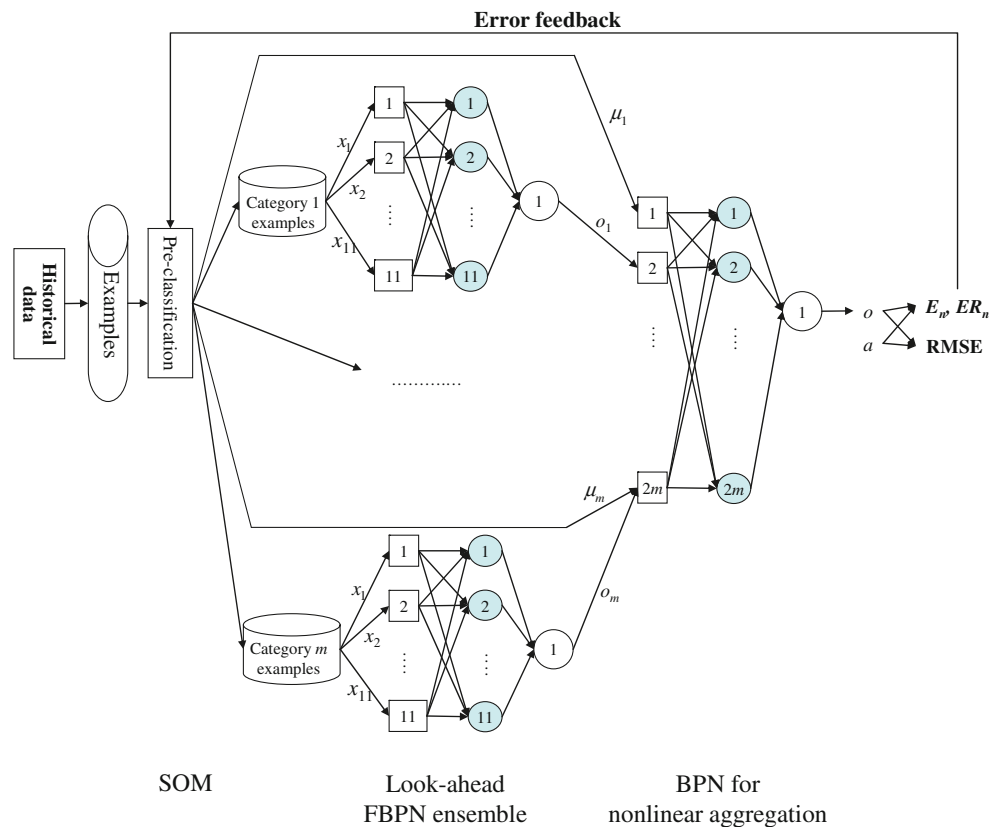 Error feedback
Historical
data
Examples
Pre-classification
Category 1
examples
x₁
x₂
x₁₁
1
2
⋮
11
1
2
⋮
11
1
μ₁
o₁
.............
1
2
⋮
2m
1
2
⋮
2m
1
o
a
Eₙ, ERₙ
RMSE
μₘ
oₘ
Category m
examples
x₁
x₂
x₁₁
1
2
⋮
11
1
2
⋮
11
1
SOM
Look-ahead
FBPN ensemble
BPN for
nonlinear aggregation